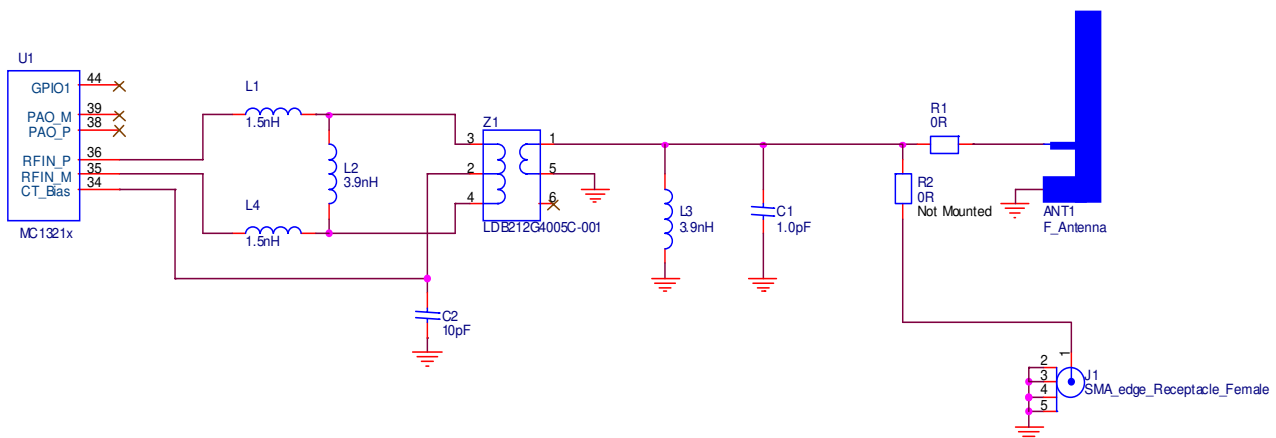 U1
44
GPIO1
39
PAO_M
38
PAO_P
36
RFIN_P
35
RFIN_M
34
CT_Bias
MC1321x
L1
1.5nH
L2
3.9nH
L4
1.5nH
C2
10pF
Z1
3
1
2
5
4
6
LDB212G4005C-001
L3
3.9nH
C1
1.0pF
R1
0R
R2
0R
Not Mounted
ANT1
F_Antenna
1
2
3
4
5
J1
SMA_edge_Receptacle_Female